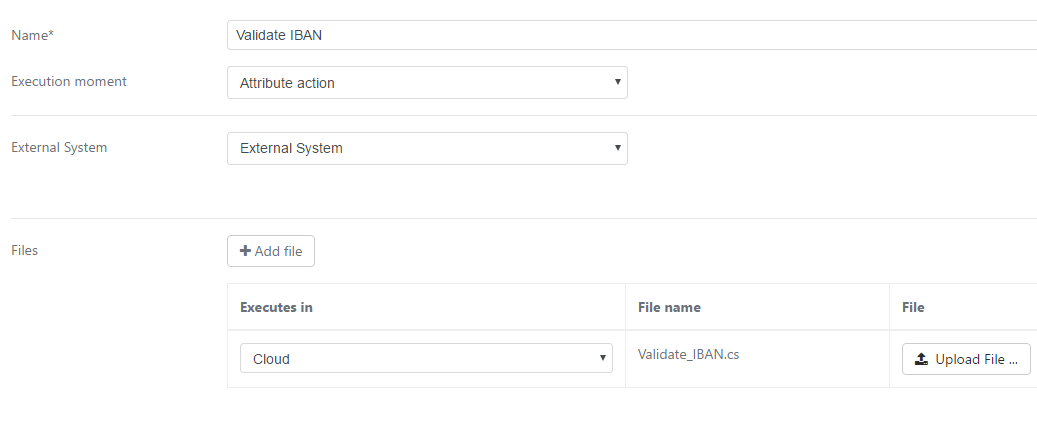 Name* Validate IBAN
Execution moment Attribute action
External System External System
Files Add file
Executes in File name File
Cloud Validate_IBAN.cs Upload File ...